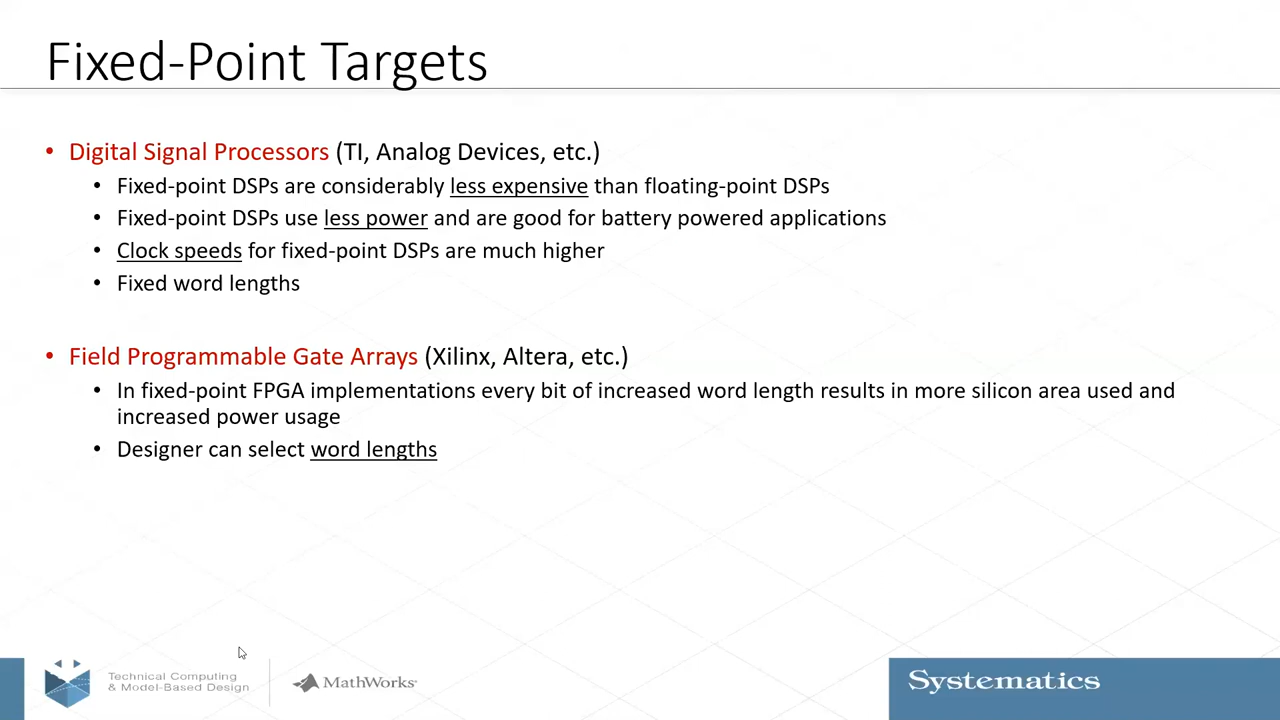 Fixed-Point Targets
• Digital Signal Processors (TI, Analog Devices, etc.)
• Fixed-point DSPs are considerably less expensive than floating-point DSPs
• Fixed-point DSPs use less power and are good for battery powered applications
• Clock speeds for fixed-point DSPs are much higher
• Fixed word lengths
• Field Programmable Gate Arrays (Xilinx, Altera, etc.)
• In fixed-point FPGA implementations every bit of increased word length results in more silicon area used and
increased power usage
• Designer can select word lengths
Technical Computing
& Model-Based Design
MathWorks
Systematics